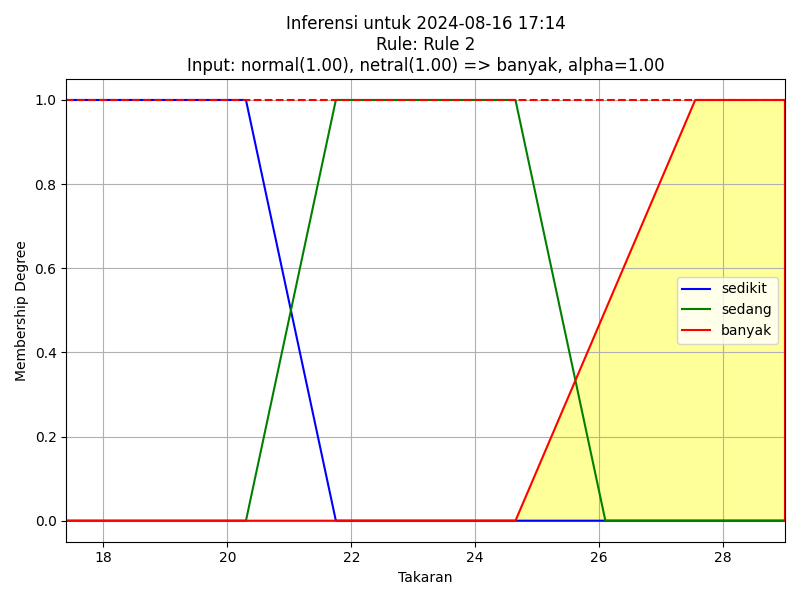 Inferensi untuk 2024-08-16 17:14
Rule: Rule 2
Input: normal(1.00), netral(1.00) => banyak, alpha=1.00
1.0
0.8
0.6
0.4
0.2
0.0
Membership Degree
sedikit
sedang
banyak
18
20
22
24
26
28
Takaran